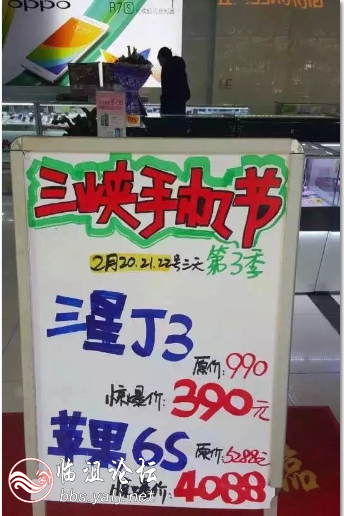 oppo
R7s
三峡手机节
2月20.21.22号三天 第3季
三星J3
原价:990
惊爆价:390元
苹果6S 原价:5288元
4088
临沮论坛
bbs.yaj.net